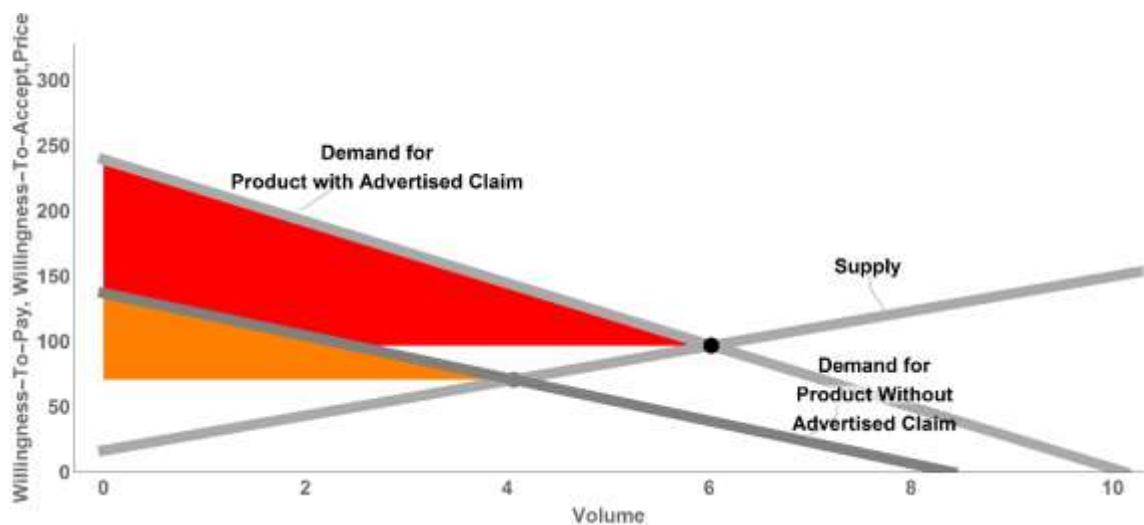 Willingness-To-Pay, Willingness-To-Accept,Price
300
250
200
150
100
50
0
Demand for
Product with Advertised Claim
Supply
Demand for
Product Without
Advertised Claim
0 2 4 6 8 10
Volume